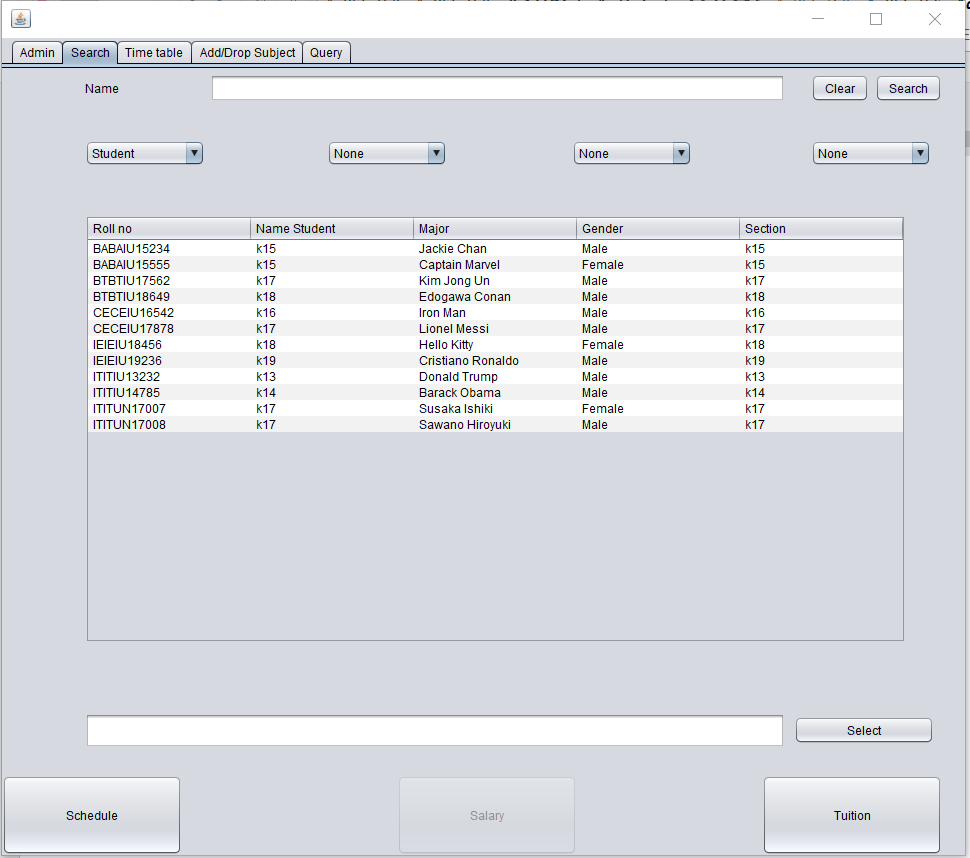 Admin Search Time table Add/Drop Subject Query
Name Clear Search
Student None None None
Roll no Name Student Major Gender Section
BABAIU15234 k15 Jackie Chan Male k15
BABAIU15555 k15 Captain Marvel Female k15
BTBTIU17562 k17 Kim Jong Un Male k17
BTBTIU18649 k18 Edogawa Conan Male k18
CECEIU16542 k16 Iron Man Male k16
CECEIU17878 k17 Lionel Messi Male k17
IEIEIU18456 k18 Hello Kitty Female k18
IEIEIU19236 k19 Cristiano Ronaldo Male k19
ITITIU13232 k13 Donald Trump Male k13
ITITIU14785 k14 Barack Obama Male k14
ITITUN17007 k17 Susaka Ishiki Female k17
ITITUN17008 k17 Sawano Hiroyuki Male k17
Select
Schedule Salary Tuition